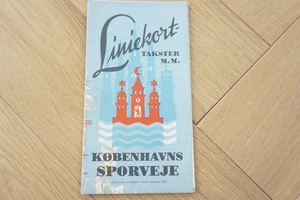 Liniekort
TAKSTER
M.M.
KØBENHAVNS
SPORVEJE